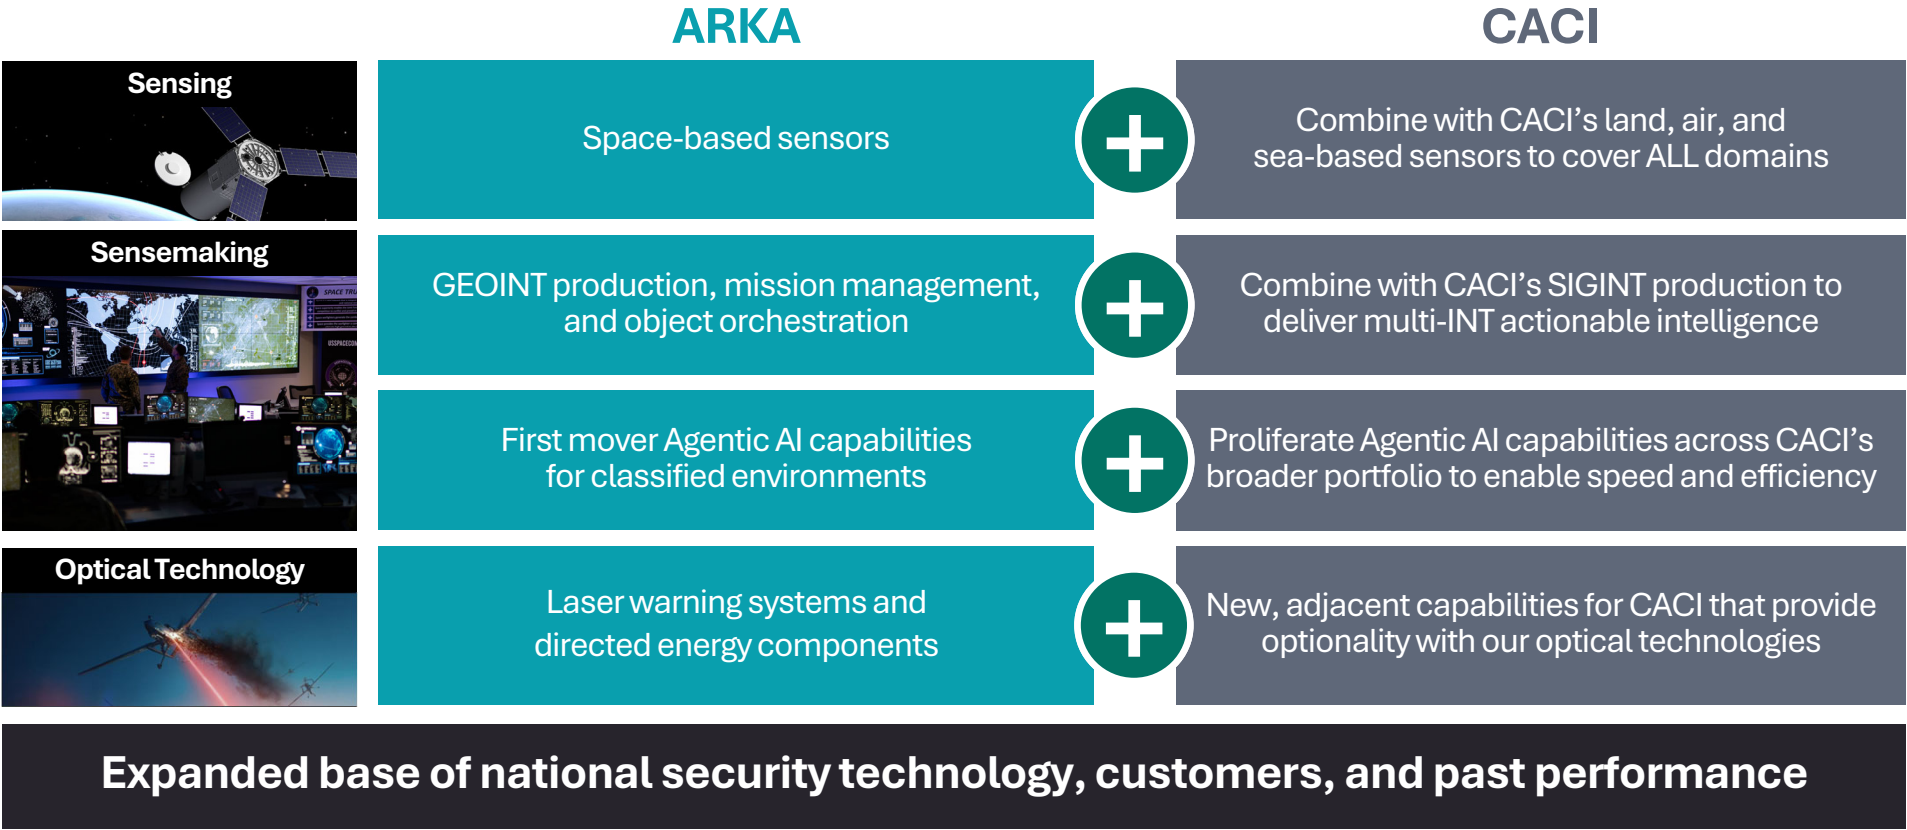 ARKA
CACI
Sensing
Space-based sensors
Combine with CACI's land, air, and
sea-based sensors to cover ALL domains
Sensemaking
GEOINT production, mission management,
and object orchestration
Combine with CACI's SIGINT production to
deliver multi-INT actionable intelligence
First mover Agentic AI capabilities
for classified environments
Proliferate Agentic AI capabilities across CACI's
broader portfolio to enable speed and efficiency
Optical Technology
Laser warning systems and
directed energy components
New, adjacent capabilities for CACI that provide
optionality with our optical technologies
Expanded base of national security technology, customers, and past performance